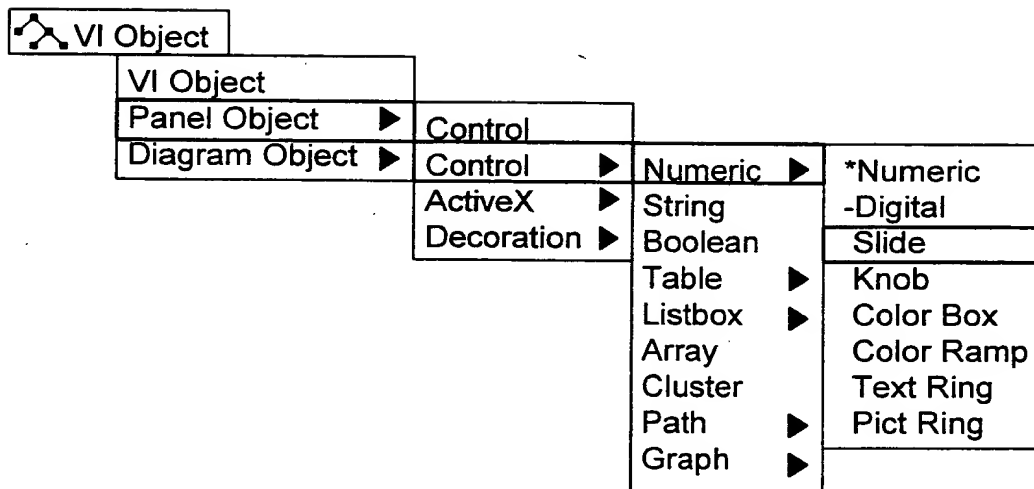 VI Object
VI Object
Panel Object
Diagram Object
Control
Control
ActiveX
Decoration
Numeric
String
Boolean
Table
Listbox
Array
Cluster
Path
Graph
*Numeric
-Digital
Slide
Knob
Color Box
Color Ramp
Text Ring
Pict Ring